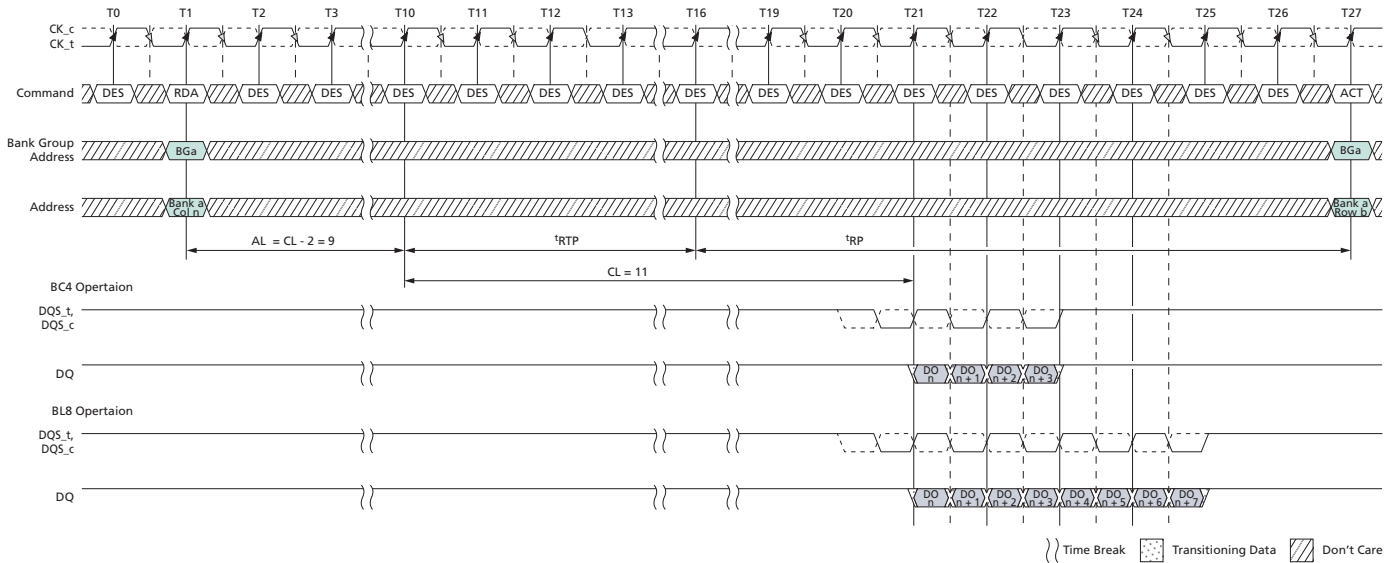 T0 T1 T2 T3 T10 T11 T12 T13 T16 T19 T20 T21 T22 T23 T24 T25 T26 T27
CK_c
CK_t
Command DES RDA DES DES DES DES DES DES DES DES DES DES DES DES DES DES DES ACT
Bank Group
Address BGa BGa
Address Bank a
Col n Bank a
Row b
AL = CL - 2 = 9 tRTP tRP
CL = 11
BC4 Opertaion
DQS_t,
DQS_c
DQ DO
n DO
n + 1 DO
n + 2 DO
n + 3
BL8 Opertaion
DQS_t,
DQS_c
DQ DO
n DO
n + 1 DO
n + 2 DO
n + 3 DO
n + 4 DO
n + 5 DO
n + 6 DO
n + 7
Time Break Transitioning Data Don't Care